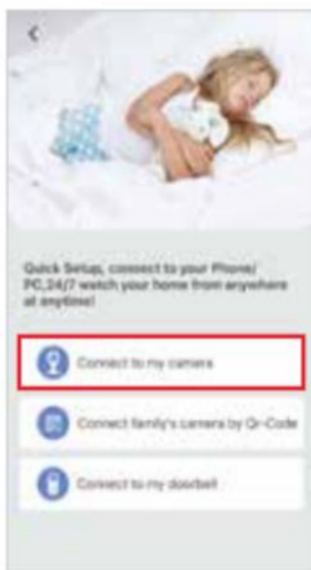 Quick Setup, connect to your Phone/
PC,24/7 watch your home from anywhere
at anytime!
Connect to my camera
Connect family's camera by Qr-Code
Connect to my doorbell